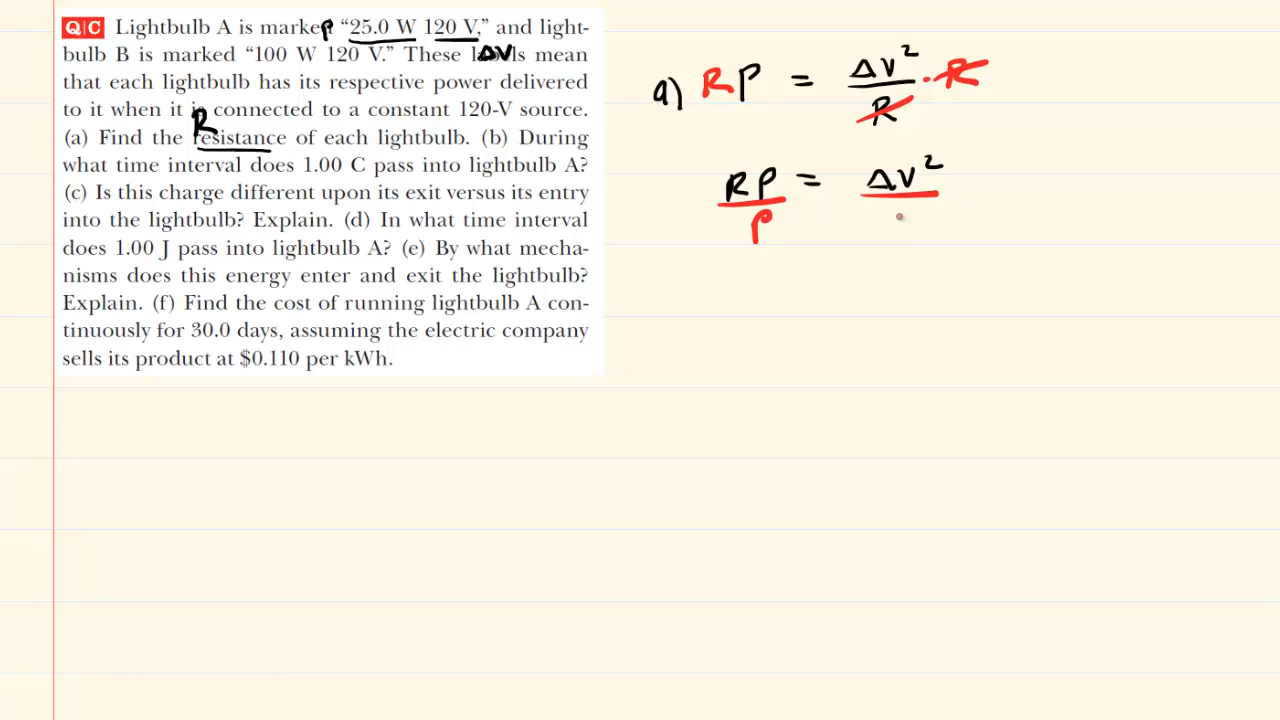 Q|C Lightbulb A is marked “25.0 W 120 V,” and light-
bulb B is marked “100 W 120 V.” These labels mean
that each lightbulb has its respective power delivered
to it when it is connected to a constant 120-V source.
(a) Find the resistance of each lightbulb. (b) During
what time interval does 1.00 C pass into lightbulb A?
(c) Is this charge different upon its exit versus its entry
into the lightbulb? Explain. (d) In what time interval
does 1.00 J pass into lightbulb A? (e) By what mecha-
nisms does this energy enter and exit the lightbulb?
Explain. (f) Find the cost of running lightbulb A con-
tinuously for 30.0 days, assuming the electric company
sells its product at $0.110 per kWh.
P
ΔV
R
a) RP = ΔV²/R · R
RP/P = ΔV²